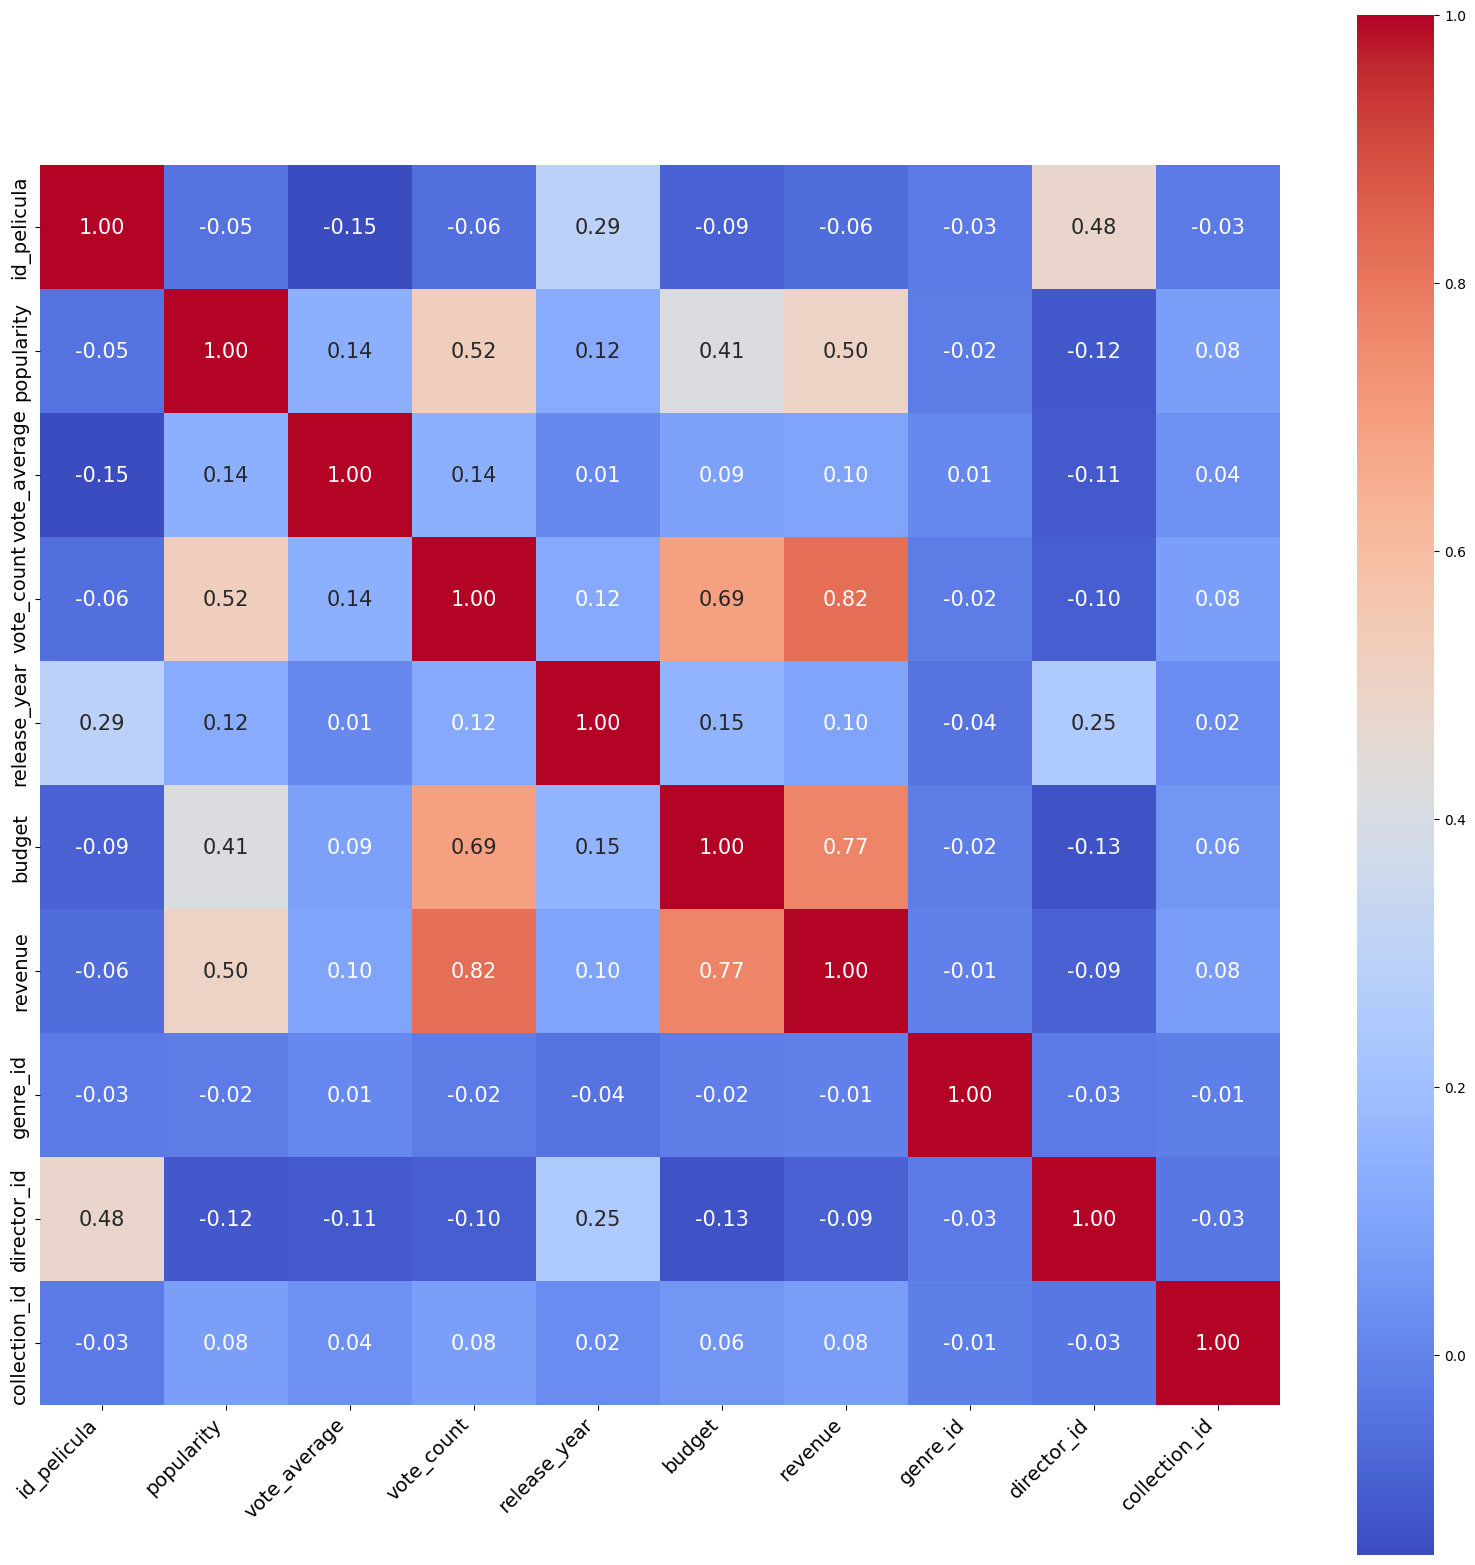 1.0
id_pelicula 1.00 -0.05 -0.15 -0.06 0.29 -0.09 -0.06 -0.03 0.48 -0.03
0.8
popularity -0.05 1.00 0.14 0.52 0.12 0.41 0.50 -0.02 -0.12 0.08
vote_average -0.15 0.14 1.00 0.14 0.01 0.09 0.10 0.01 -0.11 0.04
0.6
vote_count -0.06 0.52 0.14 1.00 0.12 0.69 0.82 -0.02 -0.10 0.08
release_year 0.29 0.12 0.01 0.12 1.00 0.15 0.10 -0.04 0.25 0.02
0.4
budget -0.09 0.41 0.09 0.69 0.15 1.00 0.77 -0.02 -0.13 0.06
revenue -0.06 0.50 0.10 0.82 0.10 0.77 1.00 -0.01 -0.09 0.08
0.2
genre_id -0.03 -0.02 0.01 -0.02 -0.04 -0.02 -0.01 1.00 -0.03 -0.01
director_id 0.48 -0.12 -0.11 -0.10 0.25 -0.13 -0.09 -0.03 1.00 -0.03
collection_id -0.03 0.08 0.04 0.08 0.02 0.06 0.08 -0.01 -0.03 1.00
0.0
id_pelicula popularity vote_average vote_count release_year budget revenue genre_id director_id collection_id